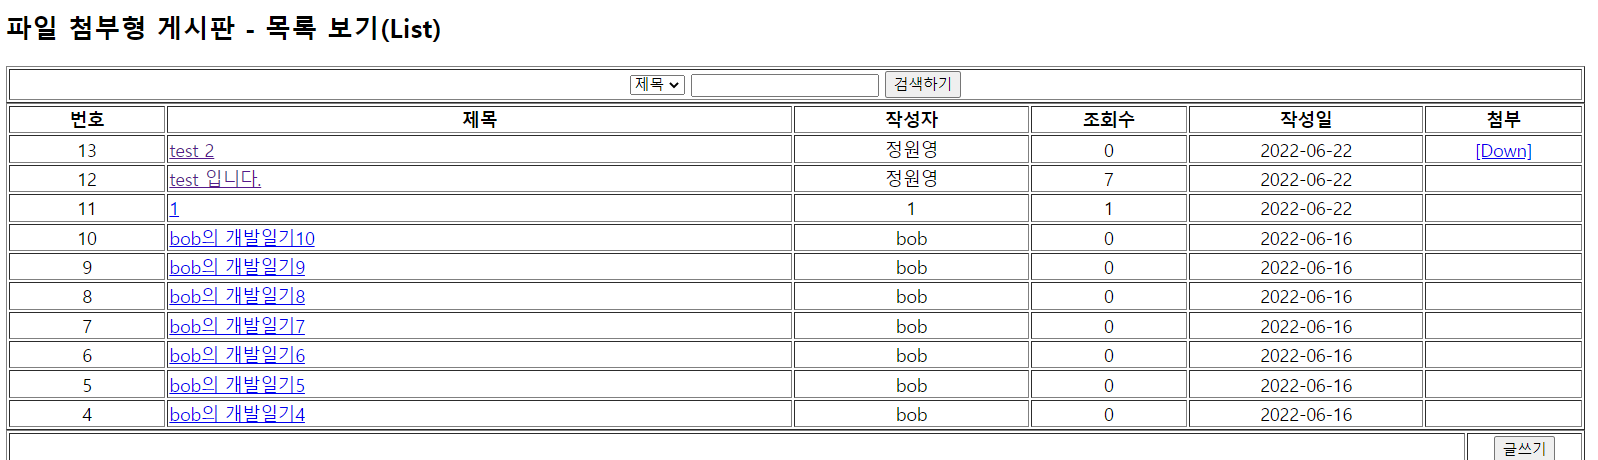 파일 첨부형 게시판 - 목록 보기(List)
제목 검색하기
번호 제목 작성자 조회수 작성일 첨부
13 test 2 정원영 0 2022-06-22 [Down]
12 test 입니다. 정원영 7 2022-06-22
11 1 1 1 2022-06-22
10 bob의 개발일기10 bob 0 2022-06-16
9 bob의 개발일기9 bob 0 2022-06-16
8 bob의 개발일기8 bob 0 2022-06-16
7 bob의 개발일기7 bob 0 2022-06-16
6 bob의 개발일기6 bob 0 2022-06-16
5 bob의 개발일기5 bob 0 2022-06-16
4 bob의 개발일기4 bob 0 2022-06-16
글쓰기